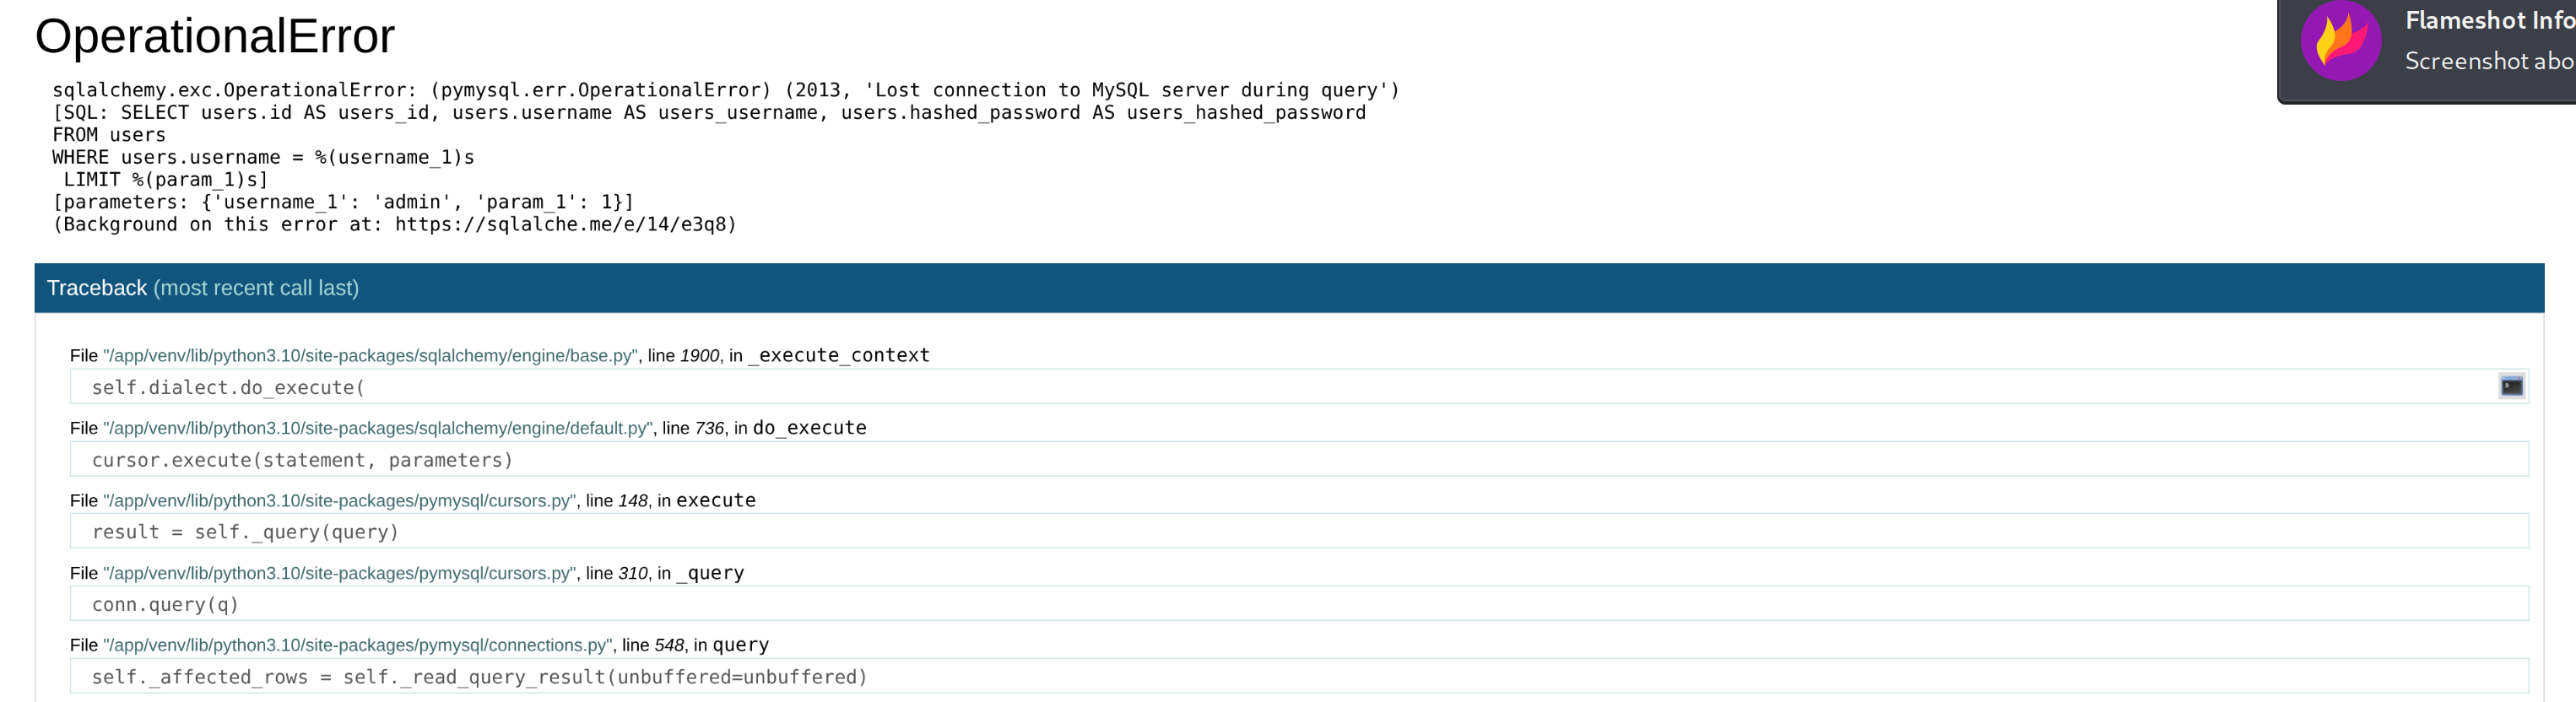 OperationalError
sqlalchemy.exc.OperationalError: (pymysql.err.OperationalError) (2013, 'Lost connection to MySQL server during query')
[SQL: SELECT users.id AS users_id, users.username AS users_username, users.hashed_password AS users_hashed_password
FROM users
WHERE users.username = %(username_1)s
 LIMIT %(param_1)s]
[parameters: {'username_1': 'admin', 'param_1': 1}]
(Background on this error at: https://sqlalche.me/e/14/e3q8)
Flameshot Info
Screenshot abo
Traceback (most recent call last)
File "/app/venv/lib/python3.10/site-packages/sqlalchemy/engine/base.py", line 1900, in _execute_context
self.dialect.do_execute(
File "/app/venv/lib/python3.10/site-packages/sqlalchemy/engine/default.py", line 736, in do_execute
cursor.execute(statement, parameters)
File "/app/venv/lib/python3.10/site-packages/pymysql/cursors.py", line 148, in execute
result = self._query(query)
File "/app/venv/lib/python3.10/site-packages/pymysql/cursors.py", line 310, in _query
conn.query(q)
File "/app/venv/lib/python3.10/site-packages/pymysql/connections.py", line 548, in query
self._affected_rows = self._read_query_result(unbuffered=unbuffered)